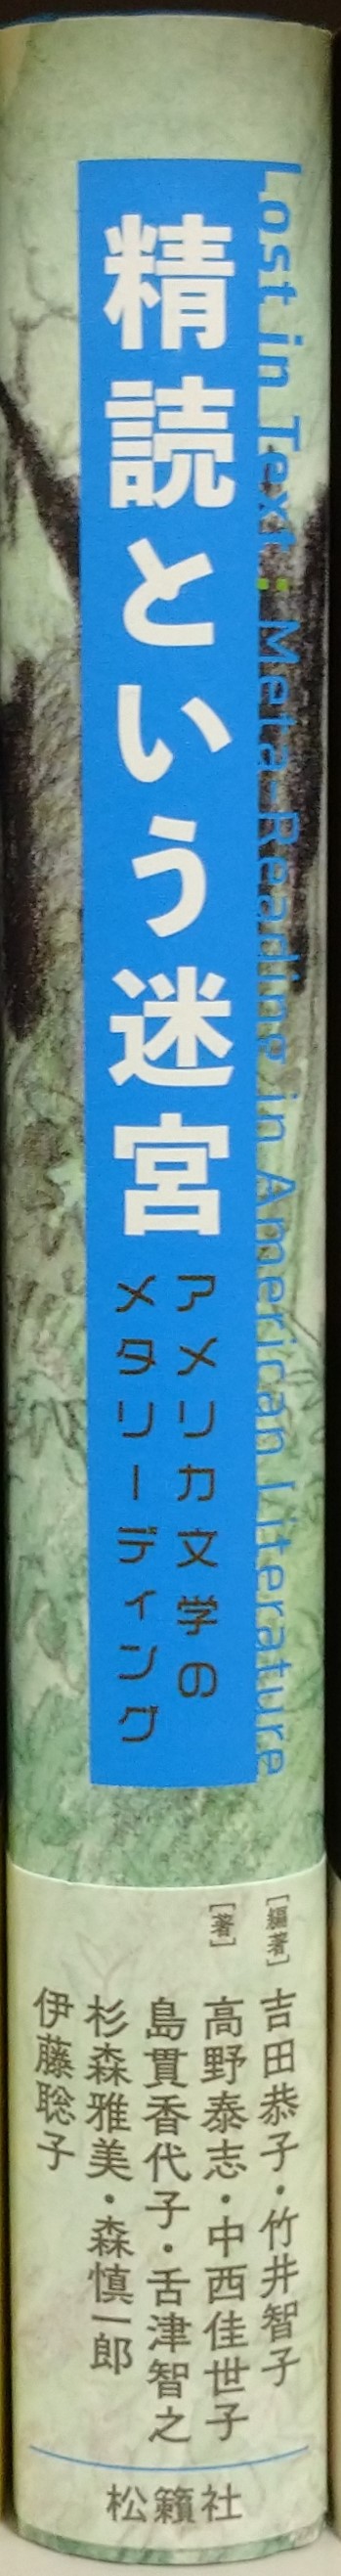 Lost in Text: Meta-Reading in American Literature
精読という迷宮
アメリカ文学の
メタリーディング
[編著] 吉田恭子・竹井智子
[著] 高野泰志・中西佳世子
島貫香代子・舌津智之
杉森雅美・森慎一郎
伊藤聡子
松籟社